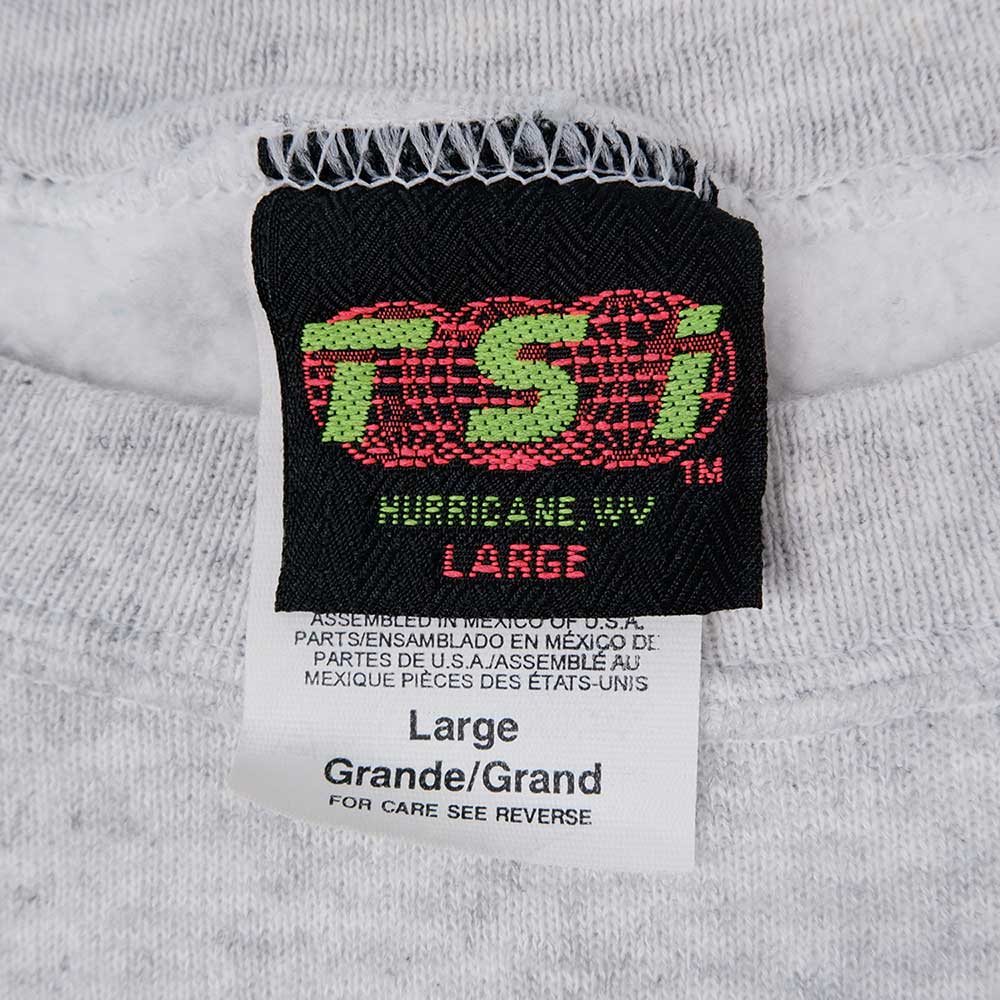 TSi
TM
HURRICANE, WV
LARGE
ASSEMBLED IN MEXICO OF U.S.A.
PARTS/ENSAMBLADO EN MÉXICO DE
PARTES DE U.S.A./ASSEMBLÉ AU
MEXIQUE PIÈCES DES ÉTATS-UNIS
Large
Grande/Grand
FOR CARE SEE REVERSE